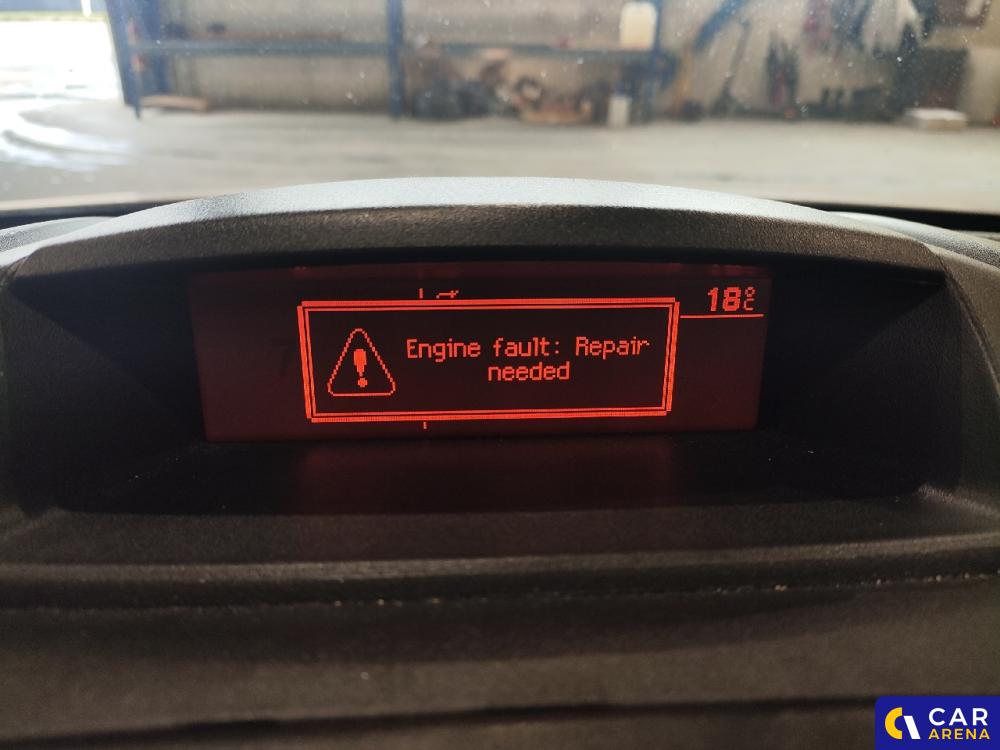 18°C
Engine fault: Repair
needed
CAR
ARENA